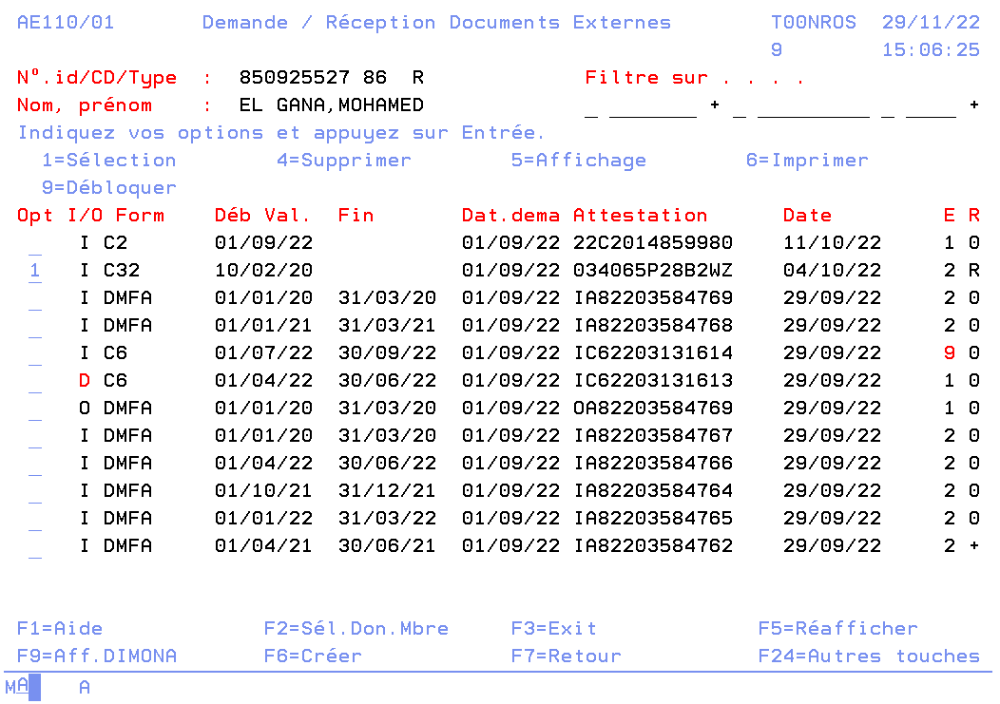 AE110/01 Demande / Réception Documents Externes T00NROS 29/11/22
9 15:06:25
Nº.id/CD/Type : 850925527 86 R Filtre sur . . . .
Nom, prénom : EL GANA,MOHAMED _ _______ + _ _________ _ ____ +
Indiquez vos options et appuyez sur Entrée.
1=Sélection 4=Supprimer 5=Affichage 6=Imprimer
9=Débloquer
Opt I/O Form Déb Val. Fin Dat.dema Attestation Date E R
_ I C2 01/09/22 01/09/22 22C2014859980 11/10/22 1 0
1 I C32 10/02/20 01/09/22 034065P28B2WZ 04/10/22 2 R
_ I DMFA 01/01/20 31/03/20 01/09/22 IA82203584769 29/09/22 2 0
_ I DMFA 01/01/21 31/03/21 01/09/22 IA82203584768 29/09/22 2 0
_ I C6 01/07/22 30/09/22 01/09/22 IC62203131614 29/09/22 9 0
_ D C6 01/04/22 30/06/22 01/09/22 IC62203131613 29/09/22 1 0
_ O DMFA 01/01/20 31/03/20 01/09/22 OA82203584769 29/09/22 1 0
_ I DMFA 01/01/20 31/03/20 01/09/22 IA82203584767 29/09/22 2 0
_ I DMFA 01/04/22 30/06/22 01/09/22 IA82203584766 29/09/22 2 0
_ I DMFA 01/10/21 31/12/21 01/09/22 IA82203584764 29/09/22 2 0
_ I DMFA 01/01/22 31/03/22 01/09/22 IA82203584765 29/09/22 2 0
_ I DMFA 01/04/21 30/06/21 01/09/22 IA82203584762 29/09/22 2 +
F1=Aide F2=Sél.Don.Mbre F3=Exit F5=Réafficher
F9=Aff.DIMONA F6=Créer F7=Retour F24=Autres touches
MA A